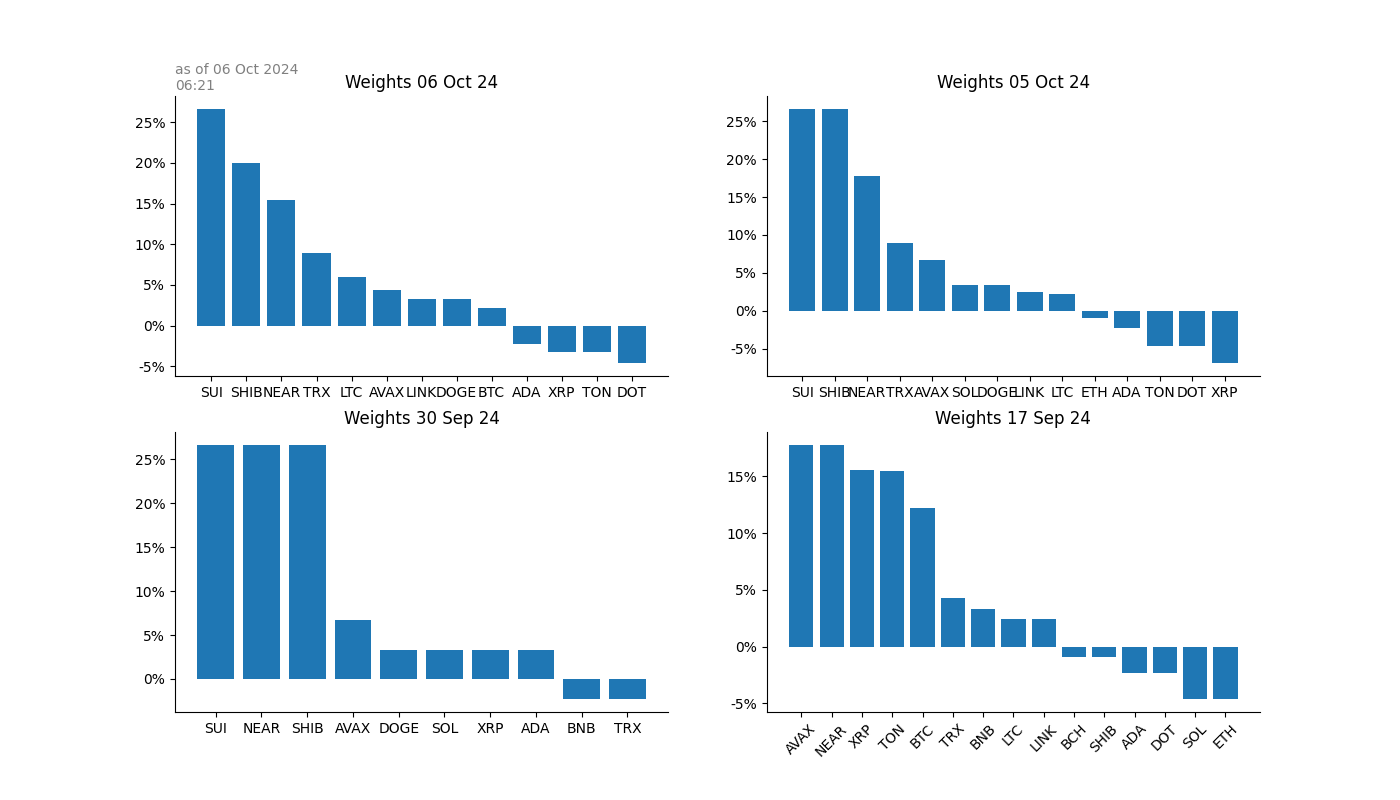 as of 06 Oct 2024
06:21
Weights 06 Oct 24
25%
20%
15%
10%
5%
0%
-5%
SUI SHIB NEAR TRX LTC AVAX LINK DOGE BTC ADA XRP TON DOT
Weights 05 Oct 24
25%
20%
15%
10%
5%
0%
-5%
SUI SHIB NEAR TRX AVAX SOL DOGE LINK LTC ETH ADA TON DOT XRP
Weights 30 Sep 24
25%
20%
15%
10%
5%
0%
SUI NEAR SHIB AVAX DOGE SOL XRP ADA BNB TRX
Weights 17 Sep 24
15%
10%
5%
0%
-5%
AVAX NEAR XRP TON BTC TRX BNB LTC LINK BCH SHIB ADA DOT SOL ETH